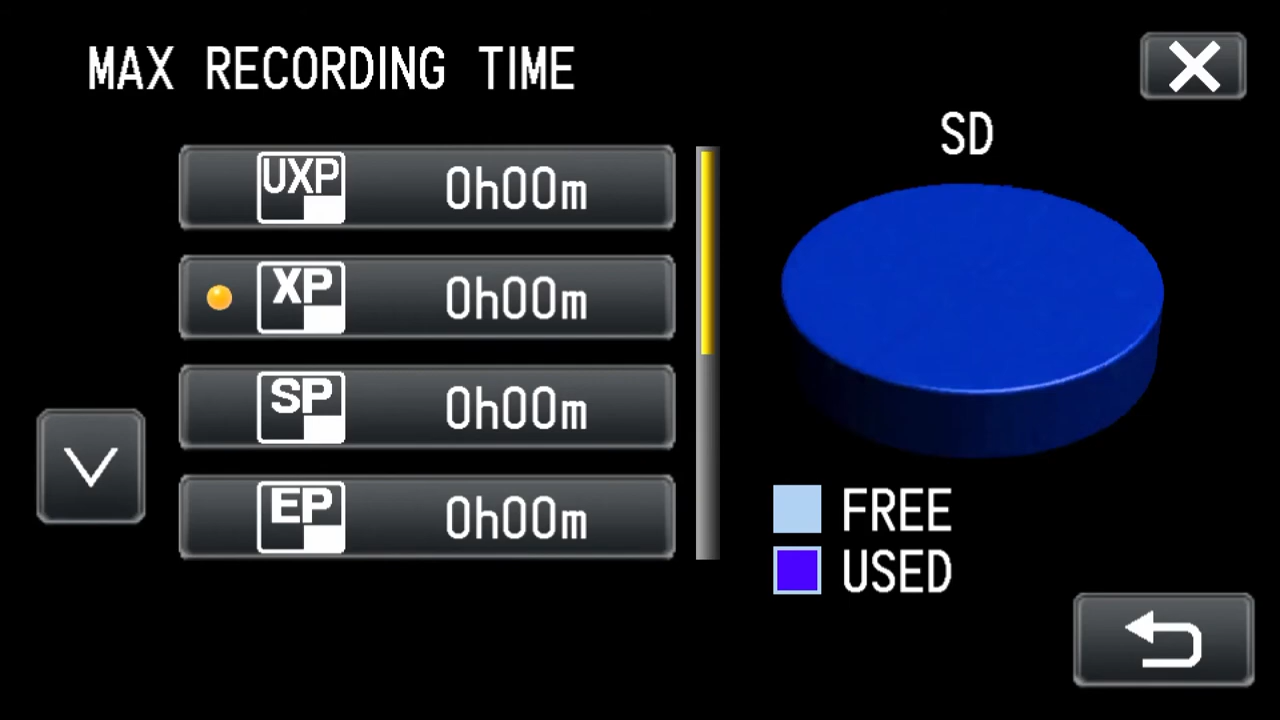 MAX RECORDING TIME
SD
UXP 0h00m
XP 0h00m
SP 0h00m
EP 0h00m
FREE
USED